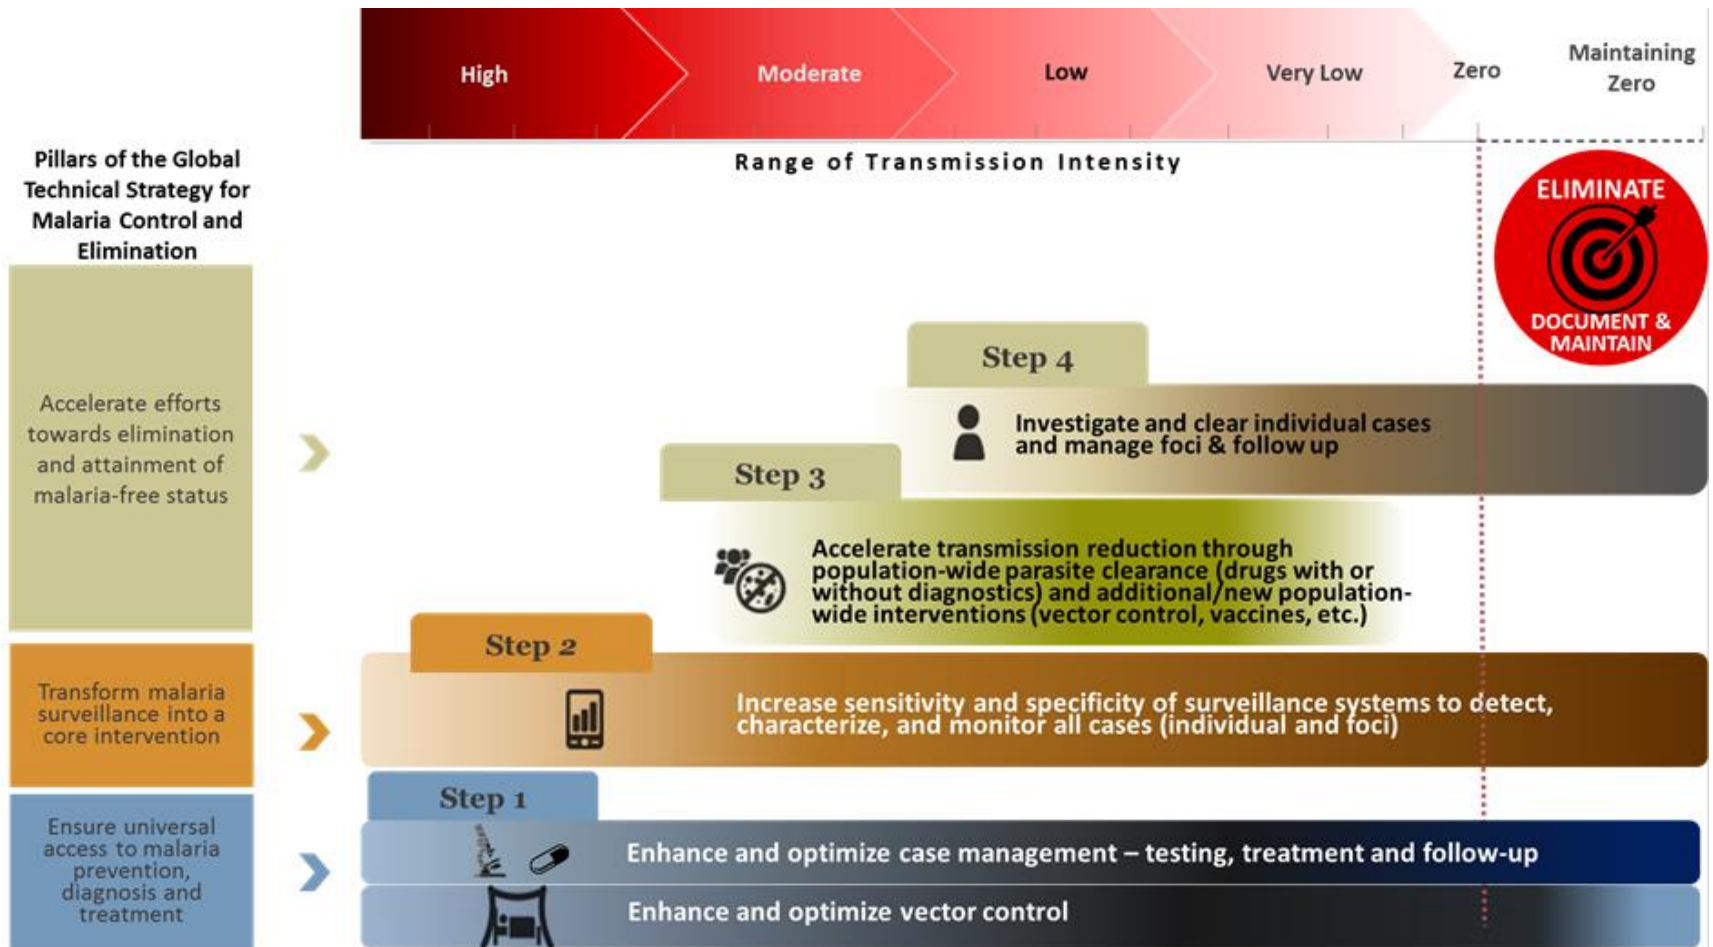 High
Moderate
Low
Very Low
Zero
Maintaining
Zero
Range of Transmission Intensity
Pillars of the Global
Technical Strategy for
Malaria Control and
Elimination
ELIMINATE
DOCUMENT &
MAINTAIN
Accelerate efforts
towards elimination
and attainment of
malaria-free status
Step 4
Investigate and clear individual cases
and manage foci & follow up
Step 3
Accelerate transmission reduction through
population-wide parasite clearance (drugs with or
without diagnostics) and additional/new population-
wide interventions (vector control, vaccines, etc.)
Transform malaria
surveillance into a
core intervention
Step 2
Increase sensitivity and specificity of surveillance systems to detect,
characterize, and monitor all cases (individual and foci)
Ensure universal
access to malaria
prevention,
diagnosis and
treatment
Step 1
Enhance and optimize case management – testing, treatment and follow-up
Enhance and optimize vector control